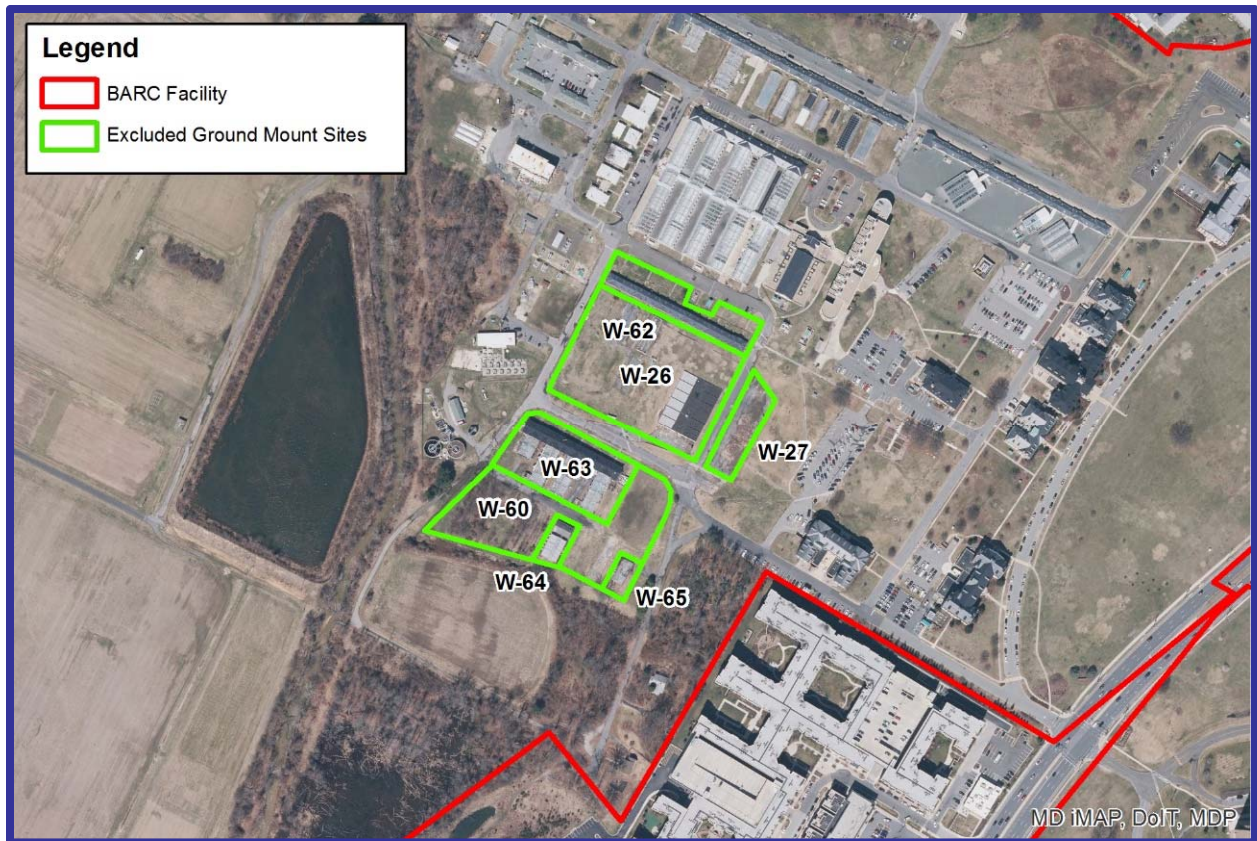 Legend
BARC Facility
Excluded Ground Mount Sites
W-62
W-26
W-27
W-63
W-60
W-64
W-65
MD iMAP, DoIT, MDP